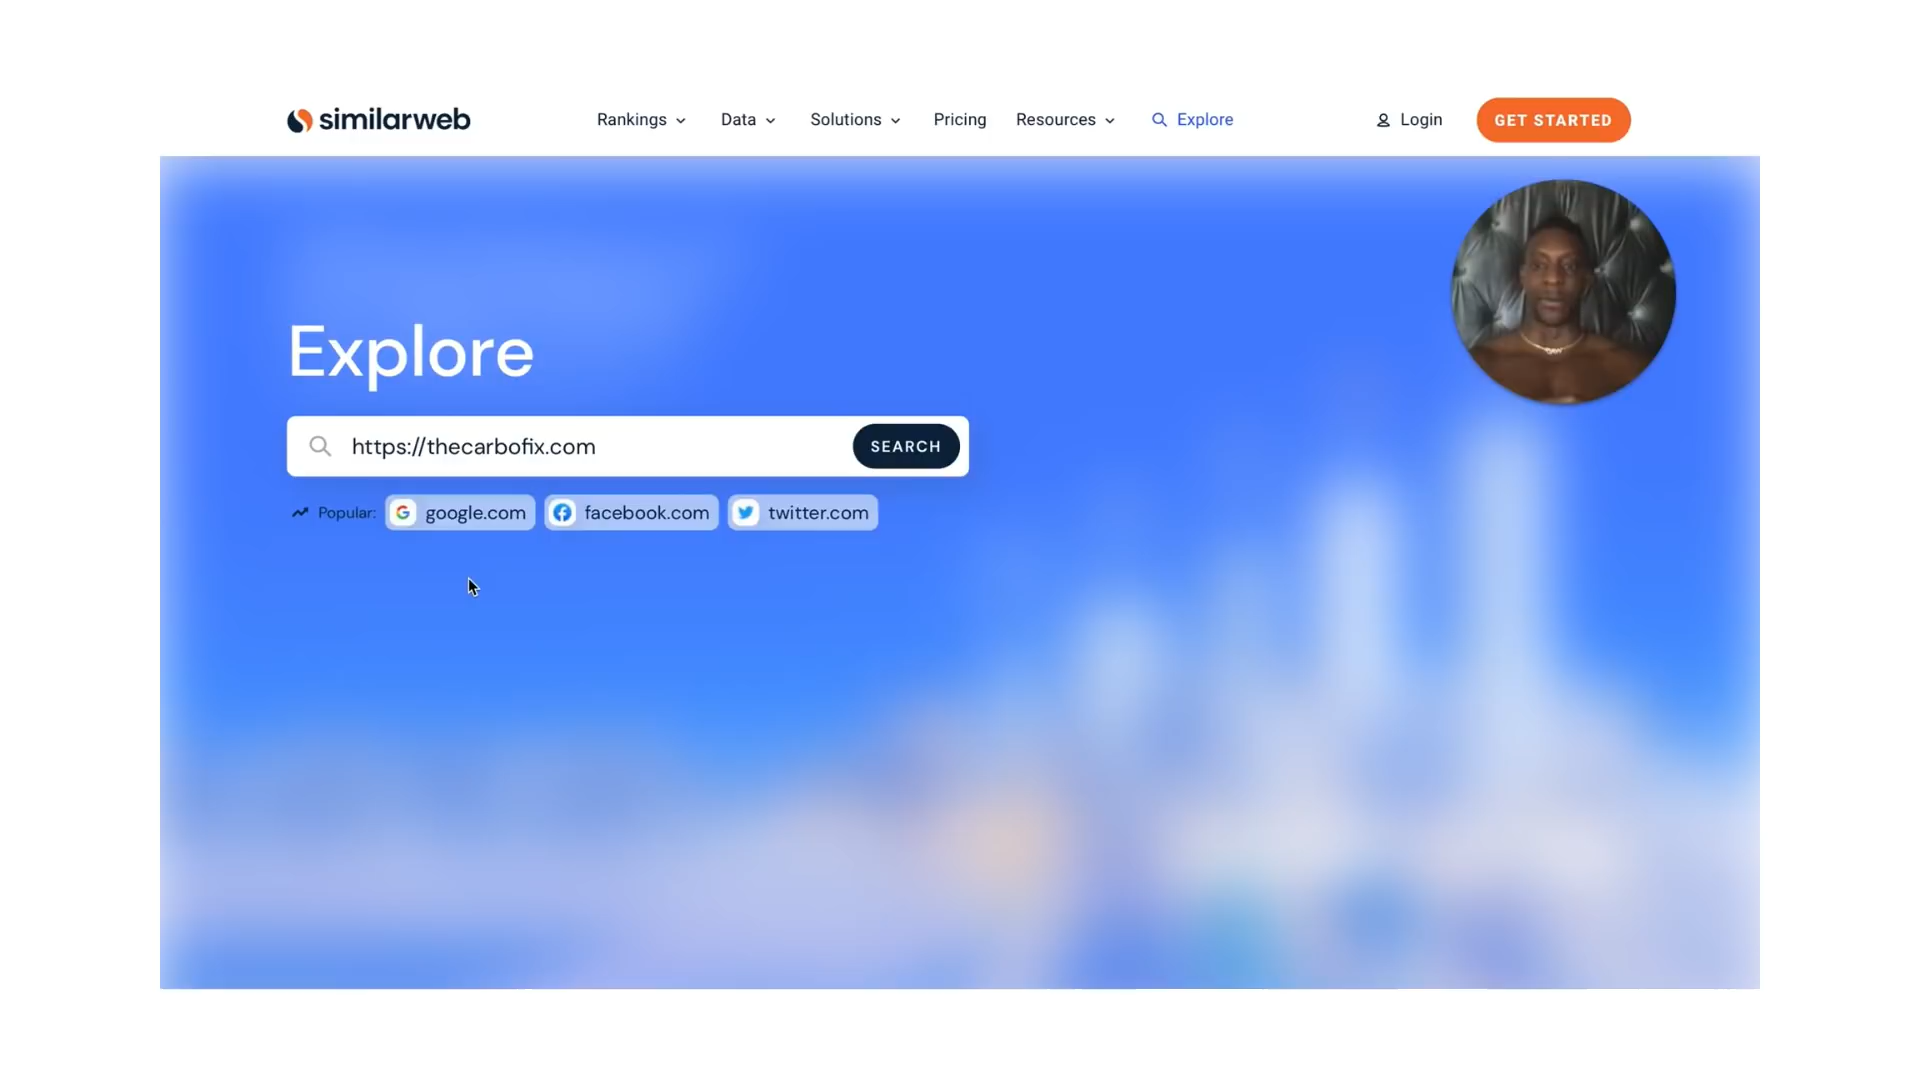 similarweb Rankings Data Solutions Pricing Resources Explore Login GET STARTED
Explore
https://thecarbofix.com SEARCH
Popular: google.com facebook.com twitter.com